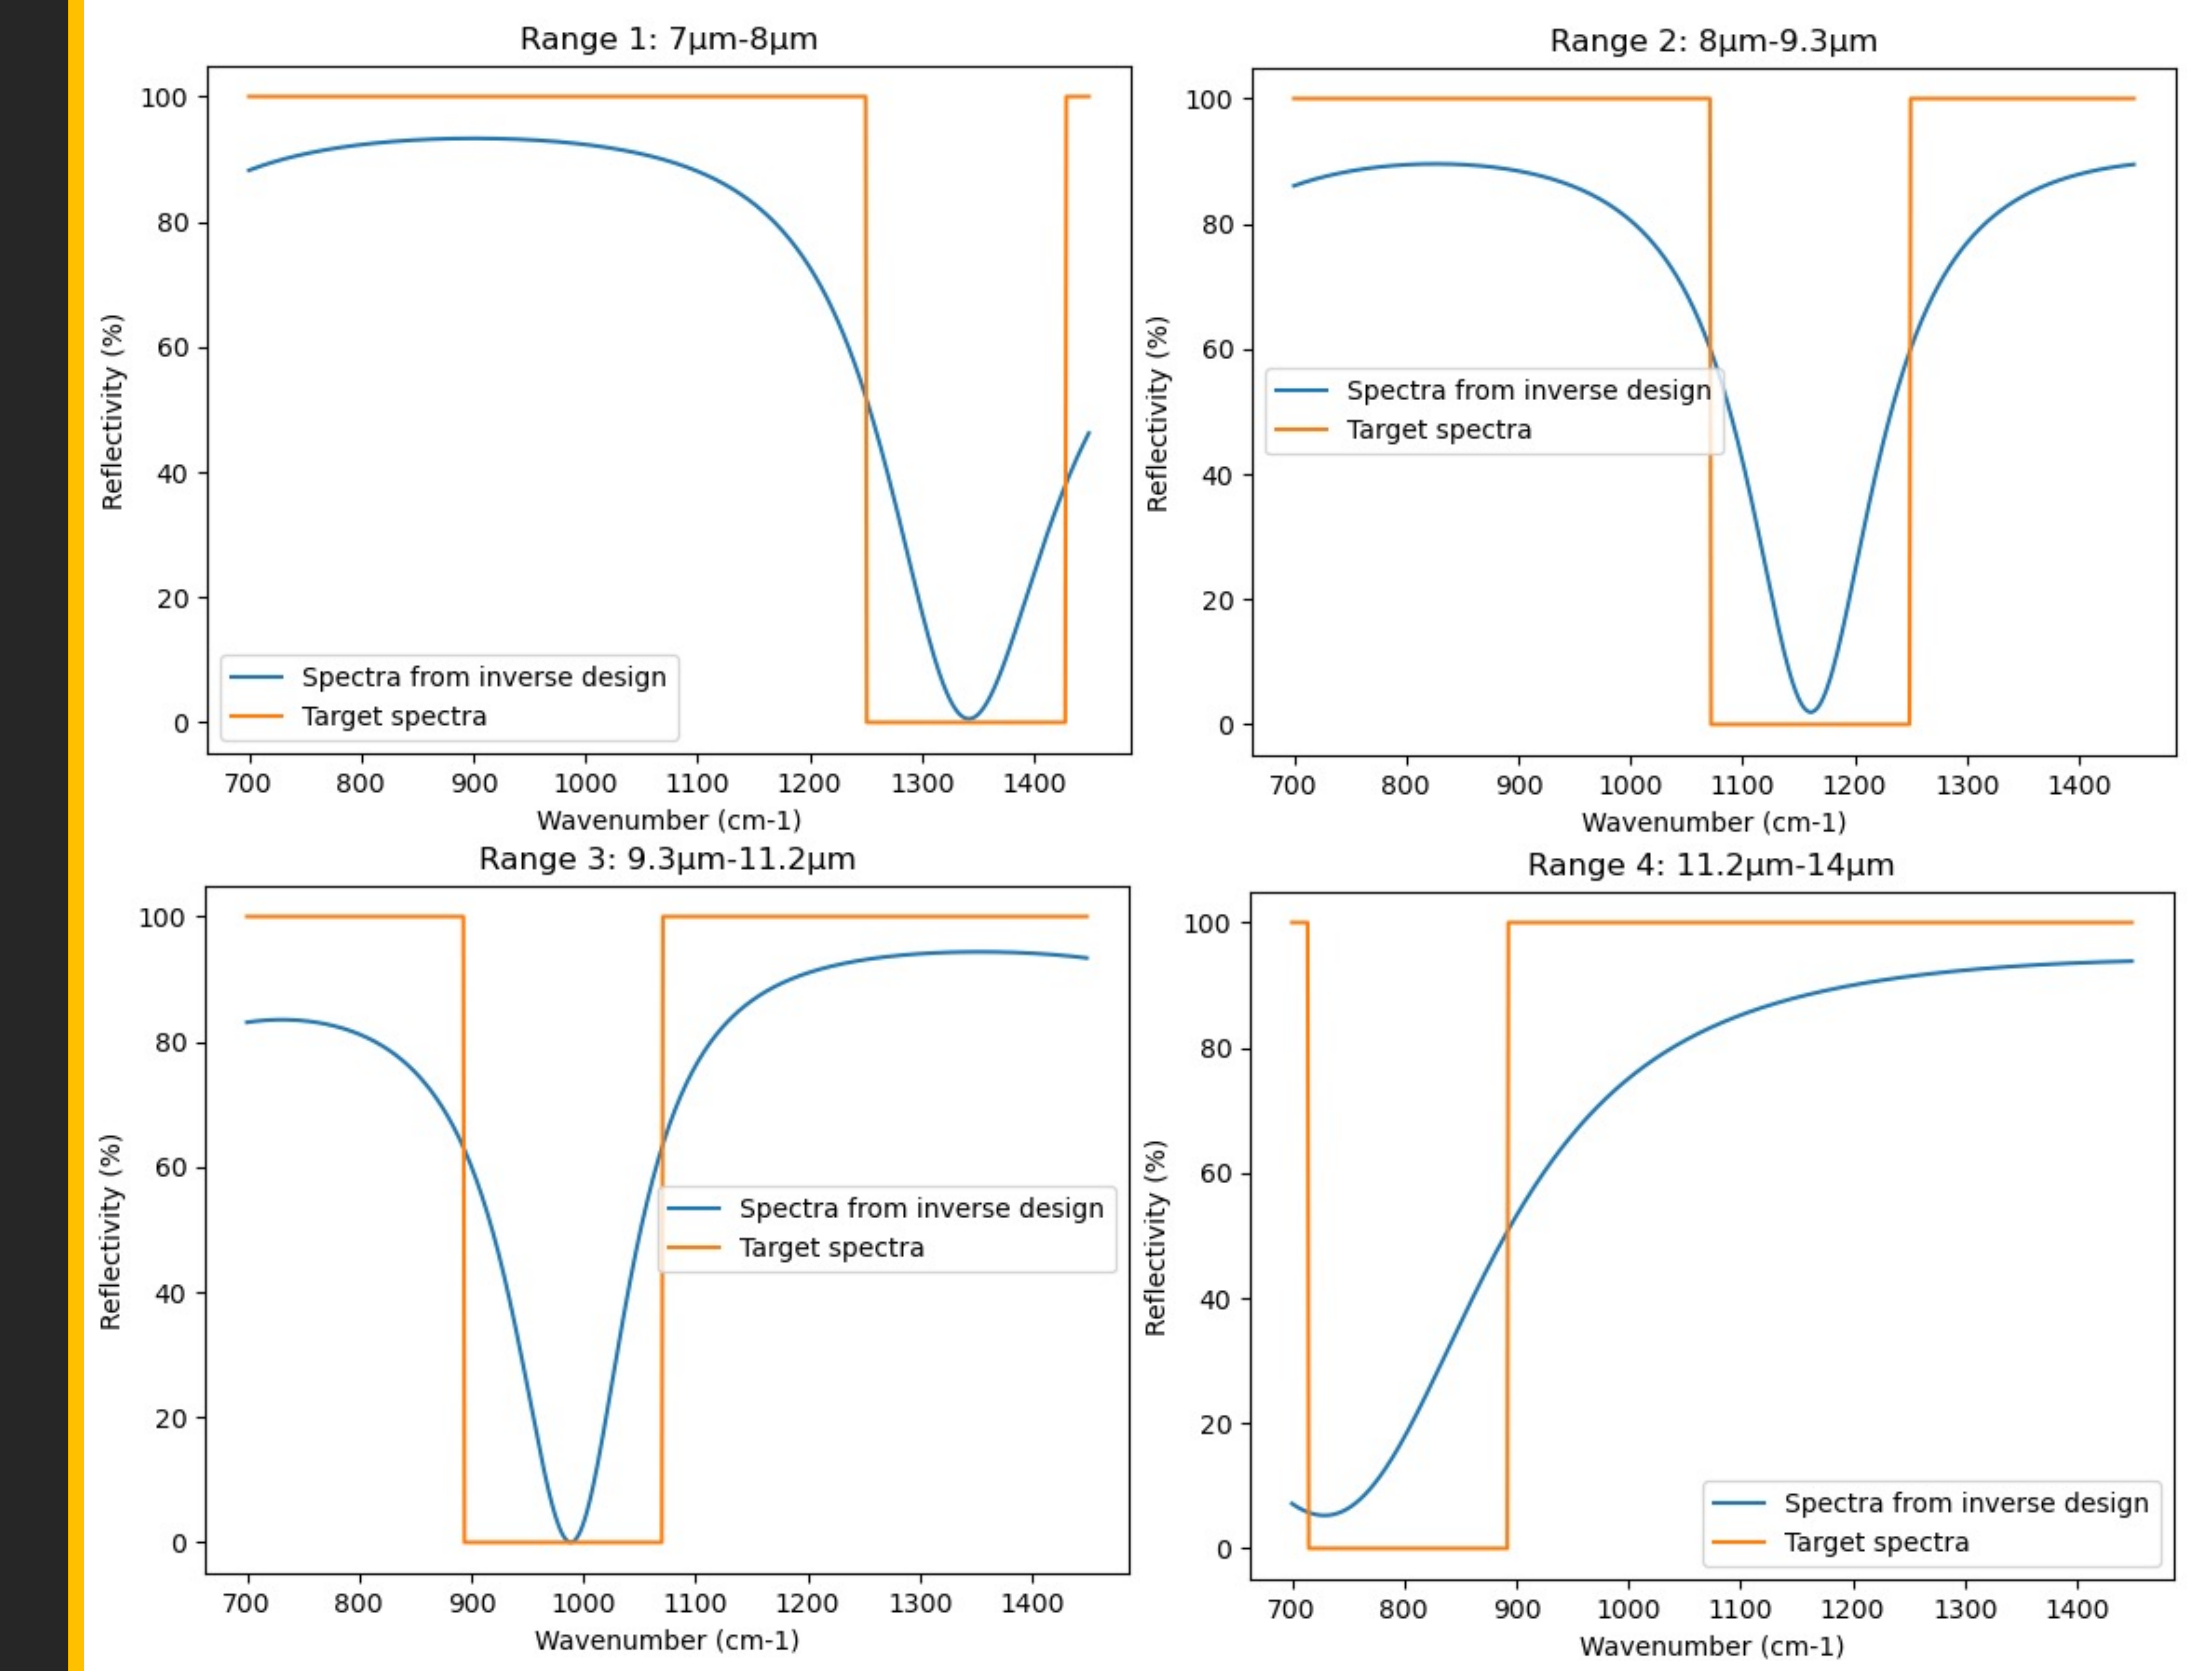 Range 1: 7μm-8μm
Reflectivity (%)
100
80
60
40
20
0
Spectra from inverse design
Target spectra
700 800 900 1000 1100 1200 1300 1400
Wavenumber (cm-1)
Range 2: 8μm-9.3μm
Reflectivity (%)
100
80
60
40
20
0
Spectra from inverse design
Target spectra
700 800 900 1000 1100 1200 1300 1400
Wavenumber (cm-1)
Range 3: 9.3μm-11.2μm
Reflectivity (%)
100
80
60
40
20
0
Spectra from inverse design
Target spectra
700 800 900 1000 1100 1200 1300 1400
Wavenumber (cm-1)
Range 4: 11.2μm-14μm
Reflectivity (%)
100
80
60
40
20
0
Spectra from inverse design
Target spectra
700 800 900 1000 1100 1200 1300 1400
Wavenumber (cm-1)